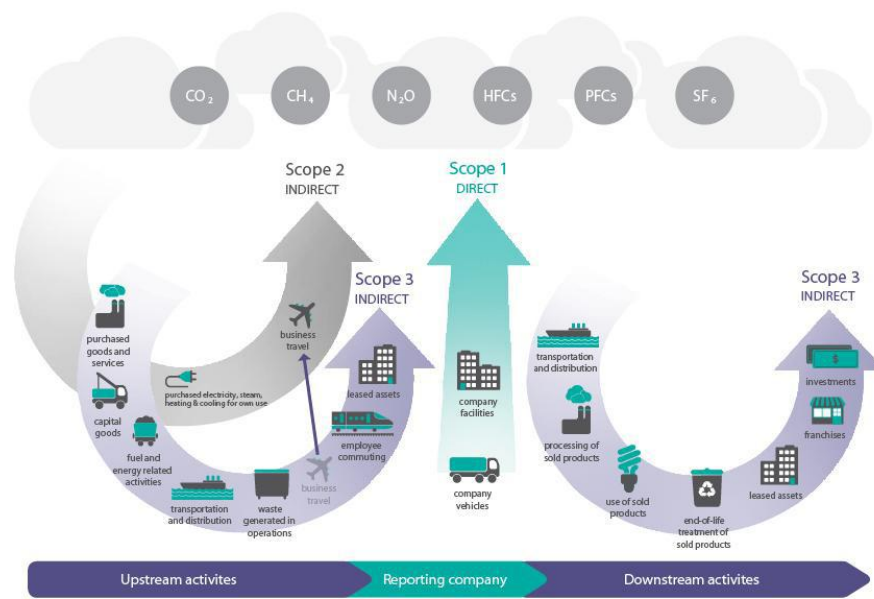 CO₂
CH₄
N₂O
HFCs
PFCs
SF₆
Scope 2
INDIRECT
Scope 1
DIRECT
Scope 3
INDIRECT
Scope 3
INDIRECT
purchased
goods and
services
capital
goods
fuel and
energy related
activities
purchased electricity, steam,
heating & cooling for own use
business
travel
transportation
and distribution
waste
generated in
operations
business
travel
employee
commuting
leased assets
company
facilities
company
vehicles
transportation
and distribution
processing of
sold products
use of sold
products
end-of-life
treatment of
sold products
leased assets
franchises
investments
$
Upstream activites
Reporting company
Downstream activites